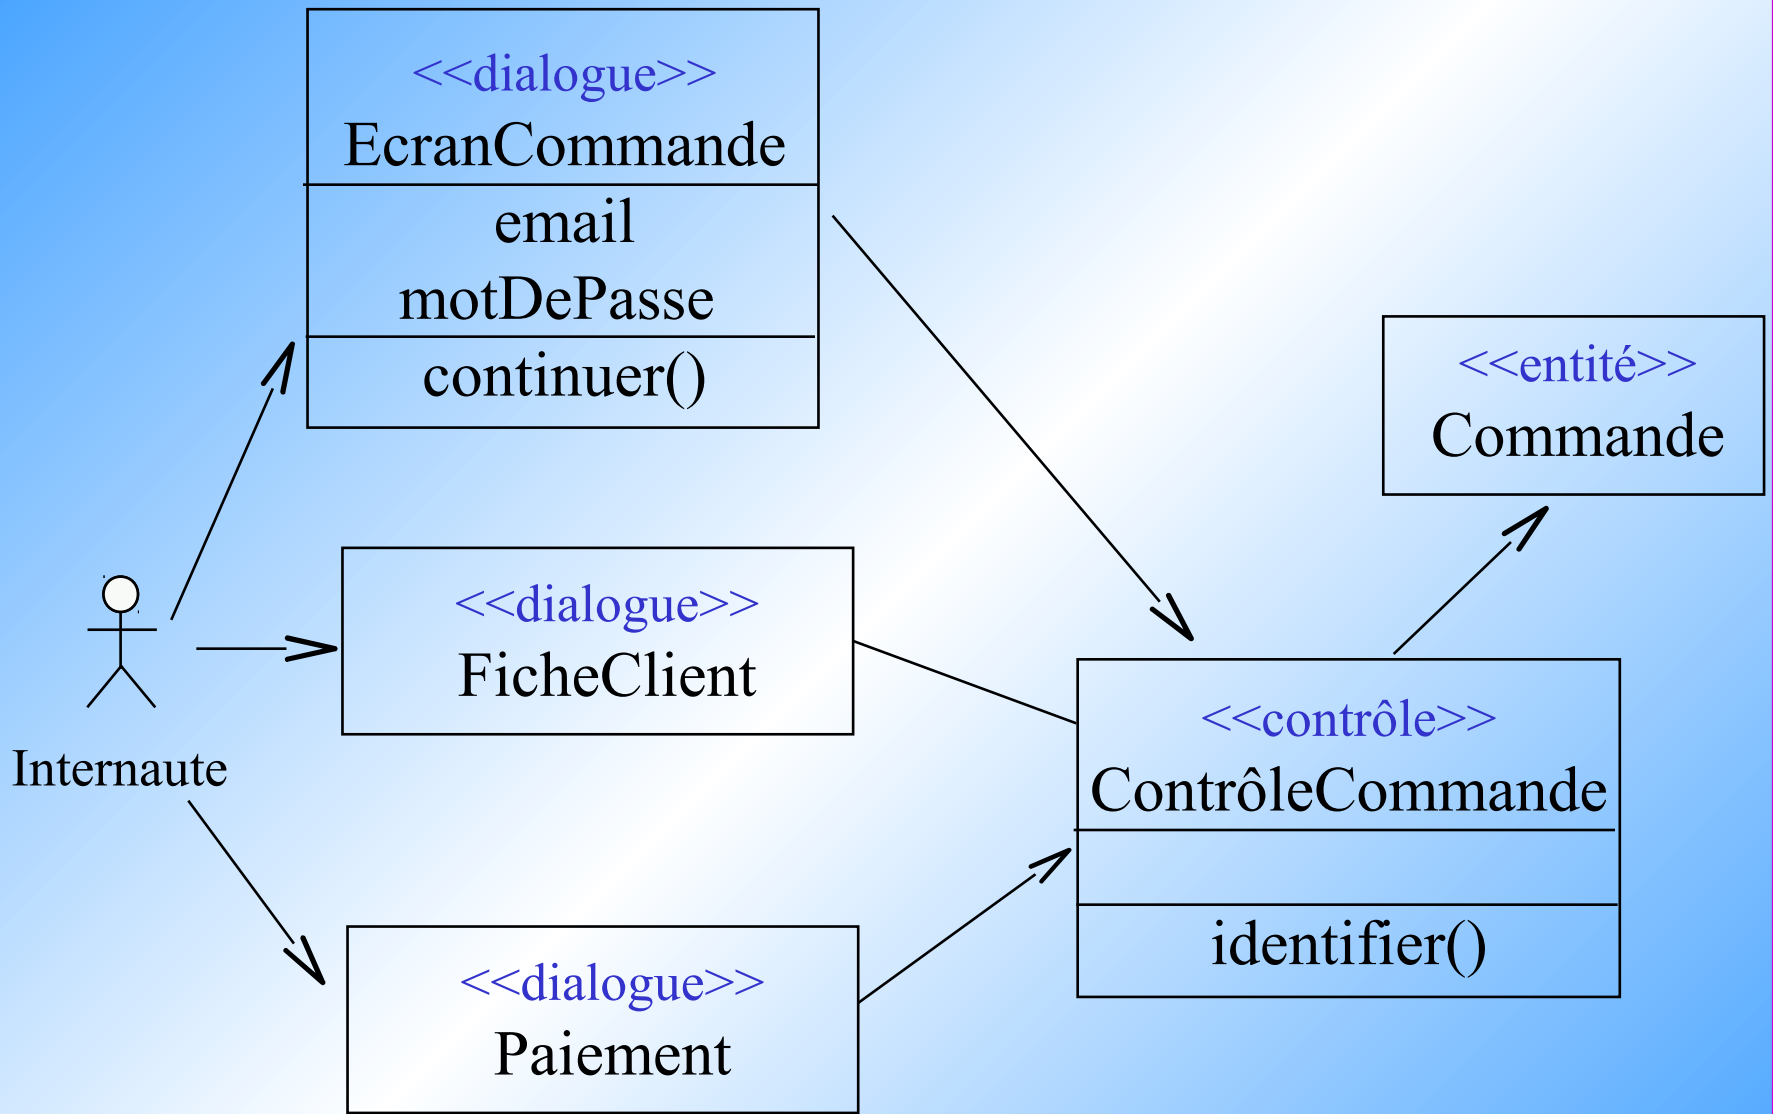 <<dialogue>>
EcranCommande
email
motDePasse
continuer()
<<entité>>
Commande
<<dialogue>>
FicheClient
Internaute
<<contrôle>>
ContrôleCommande
identifier()
<<dialogue>>
Paiement